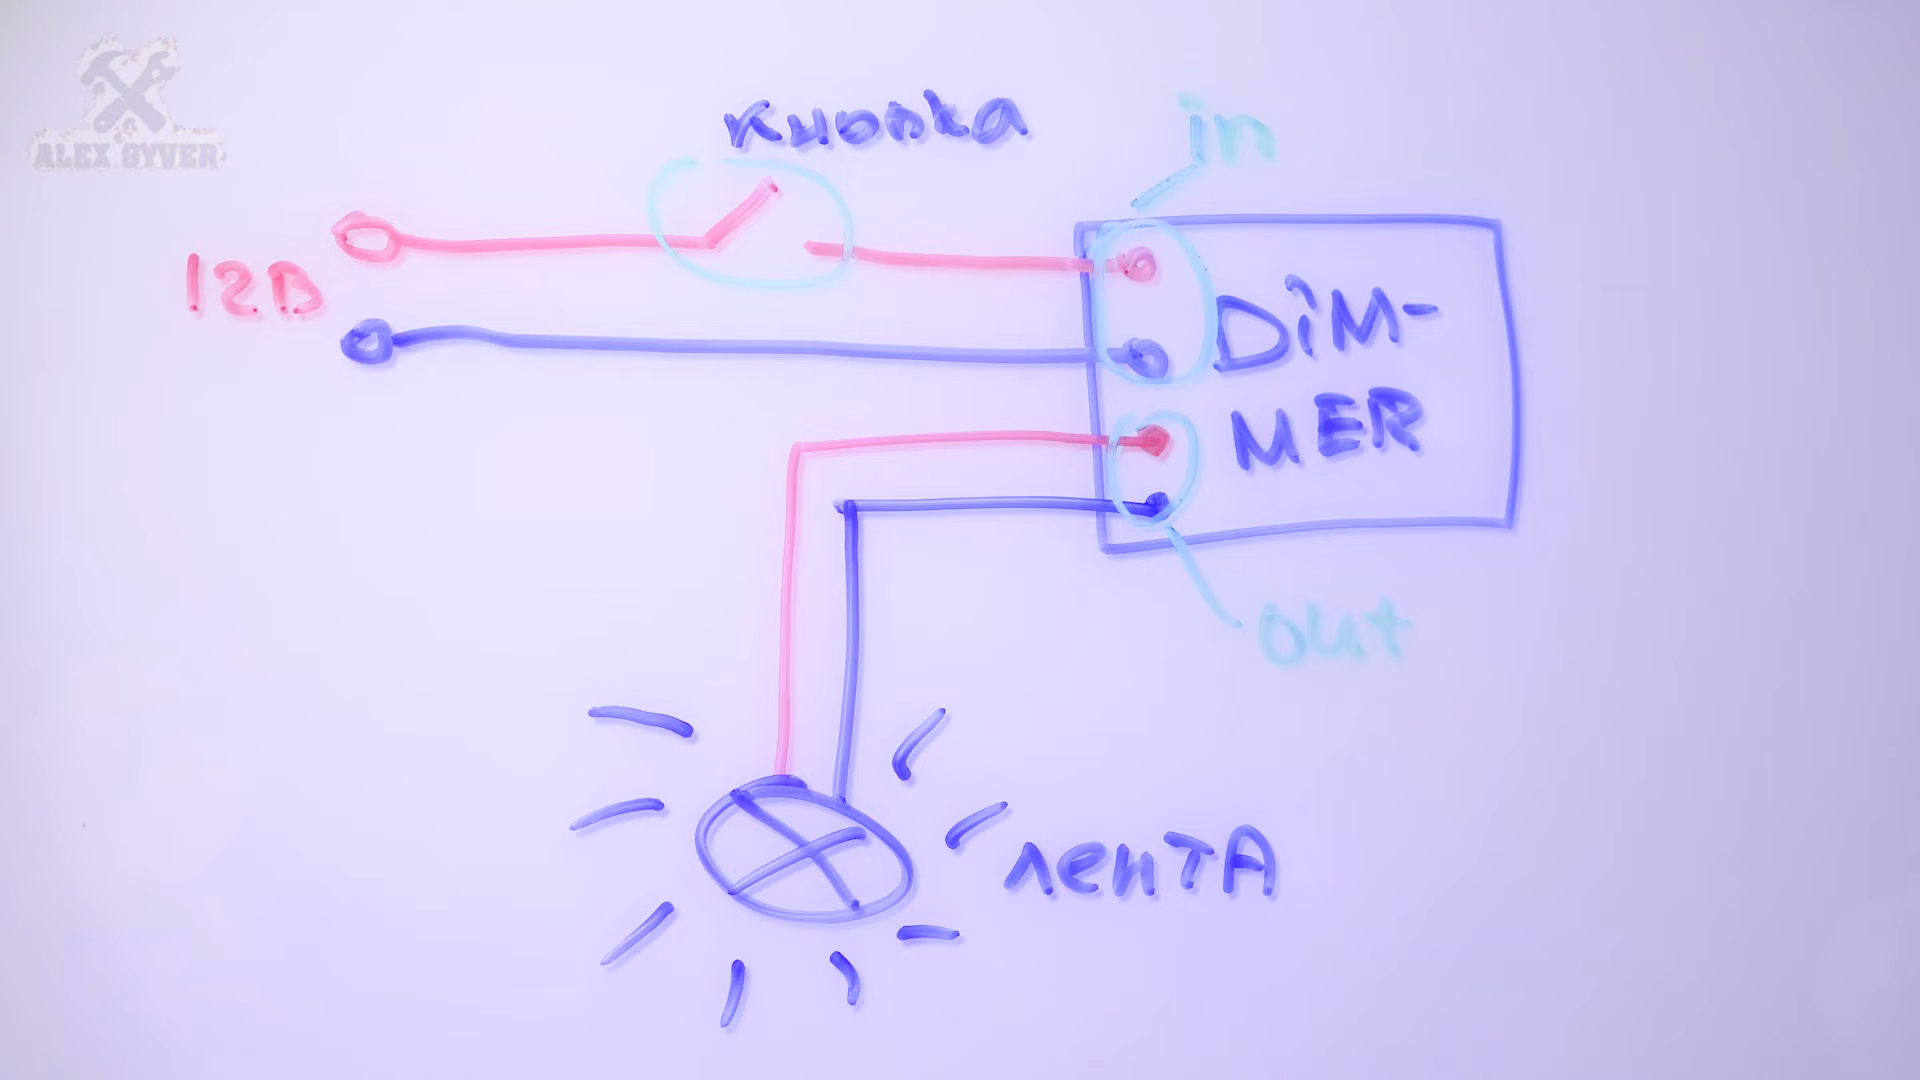 ALEX GYVER
кнопка
in
12В
DIM-
MER
out
лентА